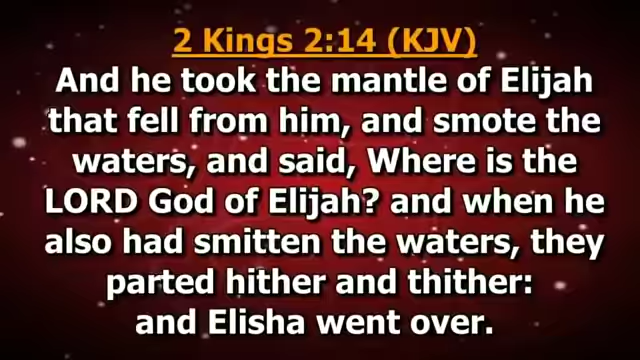 2 Kings 2:14 (KJV)
And he took the mantle of Elijah
that fell from him, and smote the
waters, and said, Where is the
LORD God of Elijah? and when he
also had smitten the waters, they
parted hither and thither:
and Elisha went over.